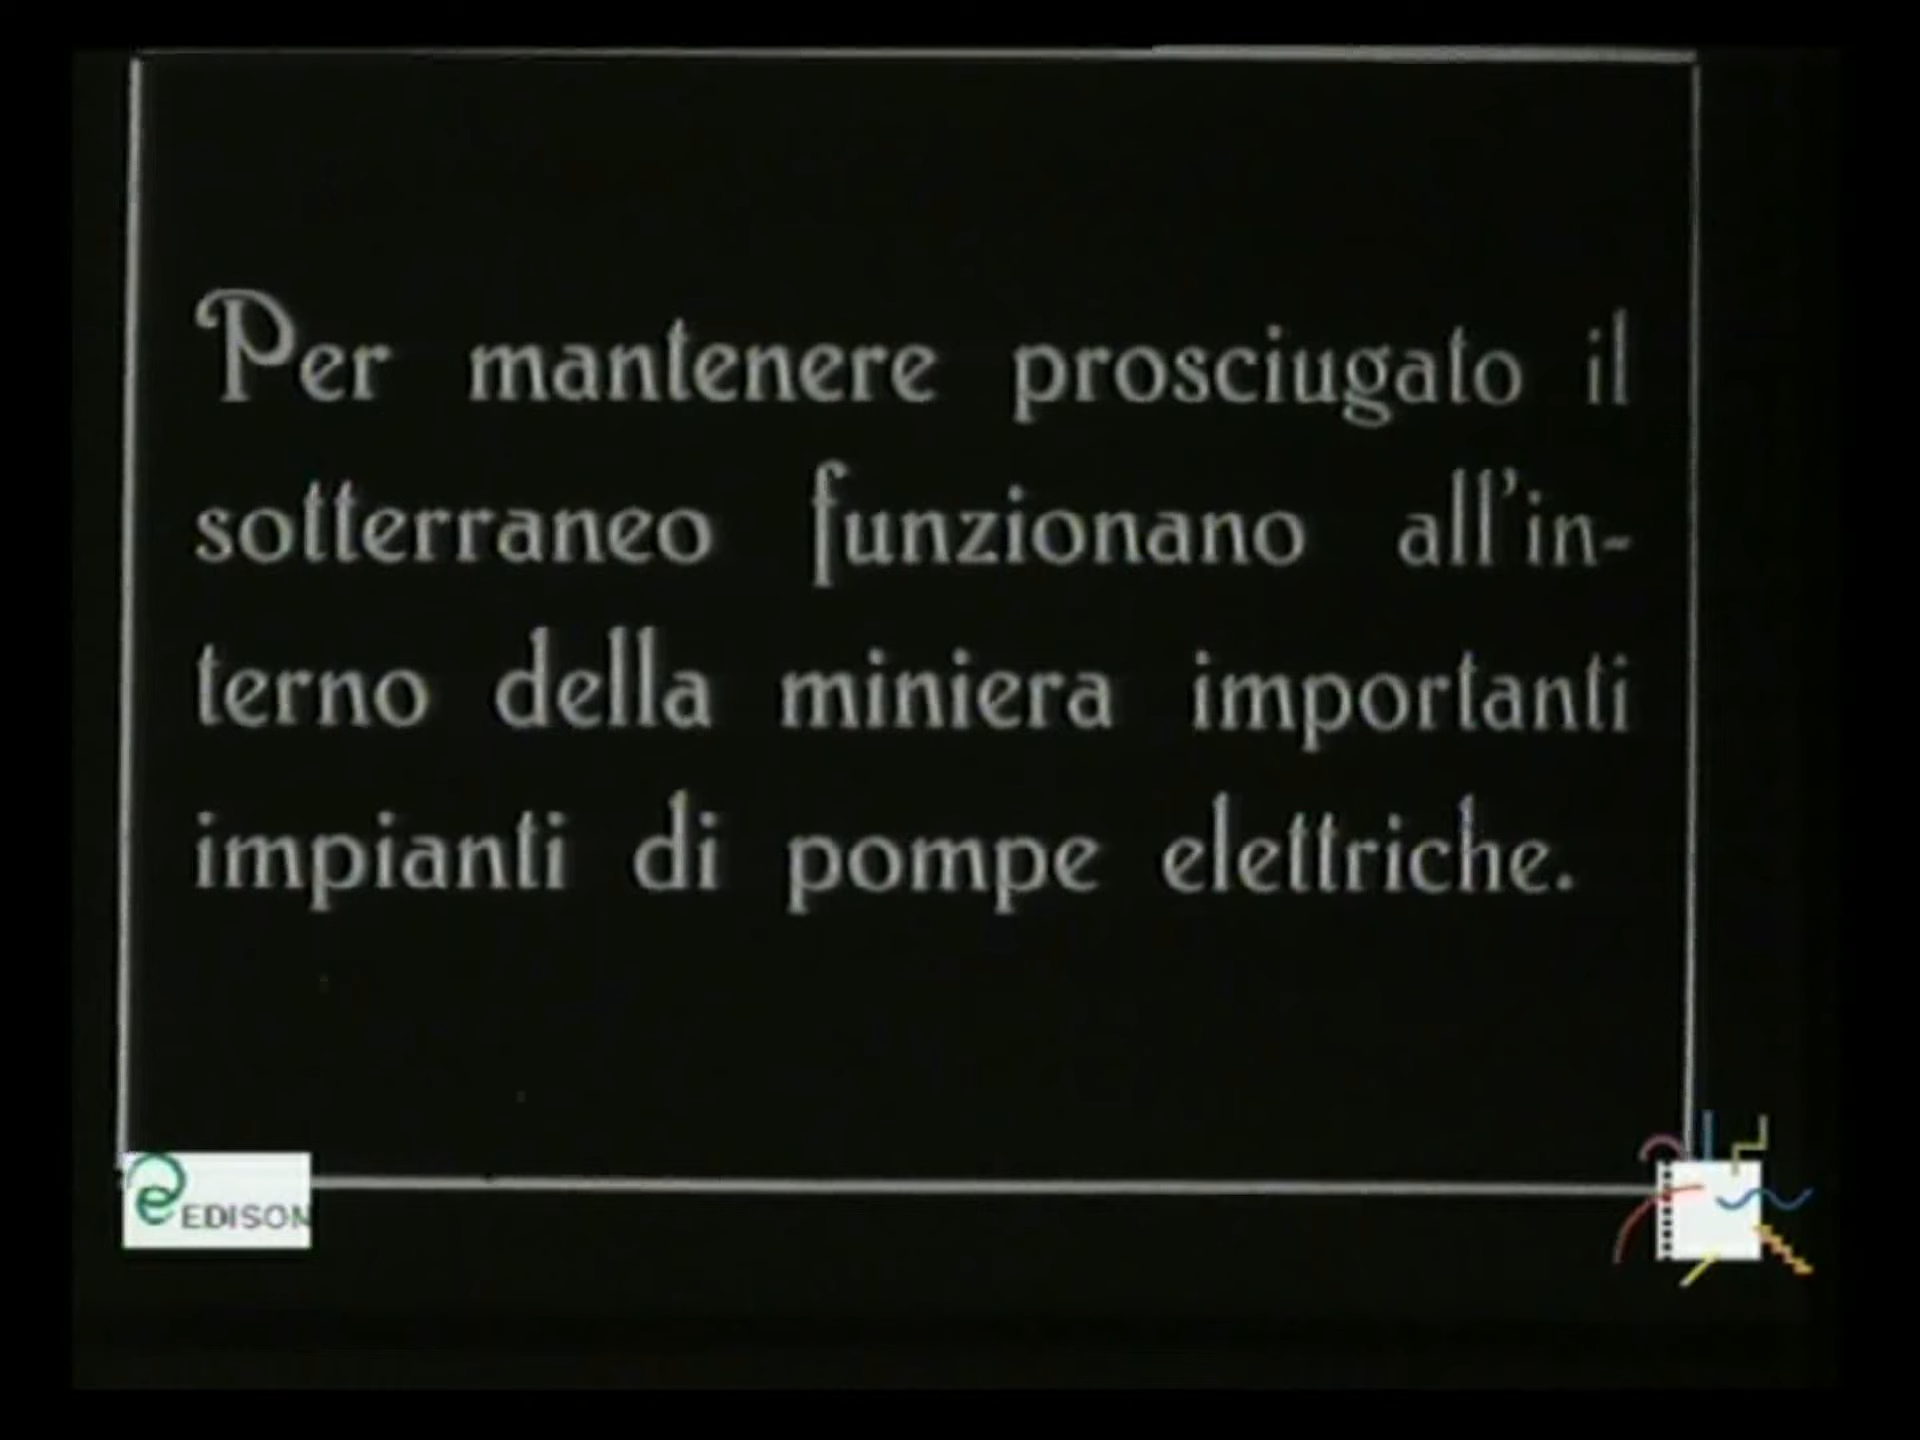 Per mantenere prosciugato il
sotterraneo funzionano all'in-
terno della miniera importanti
impianti di pompe elettriche.
EDISON